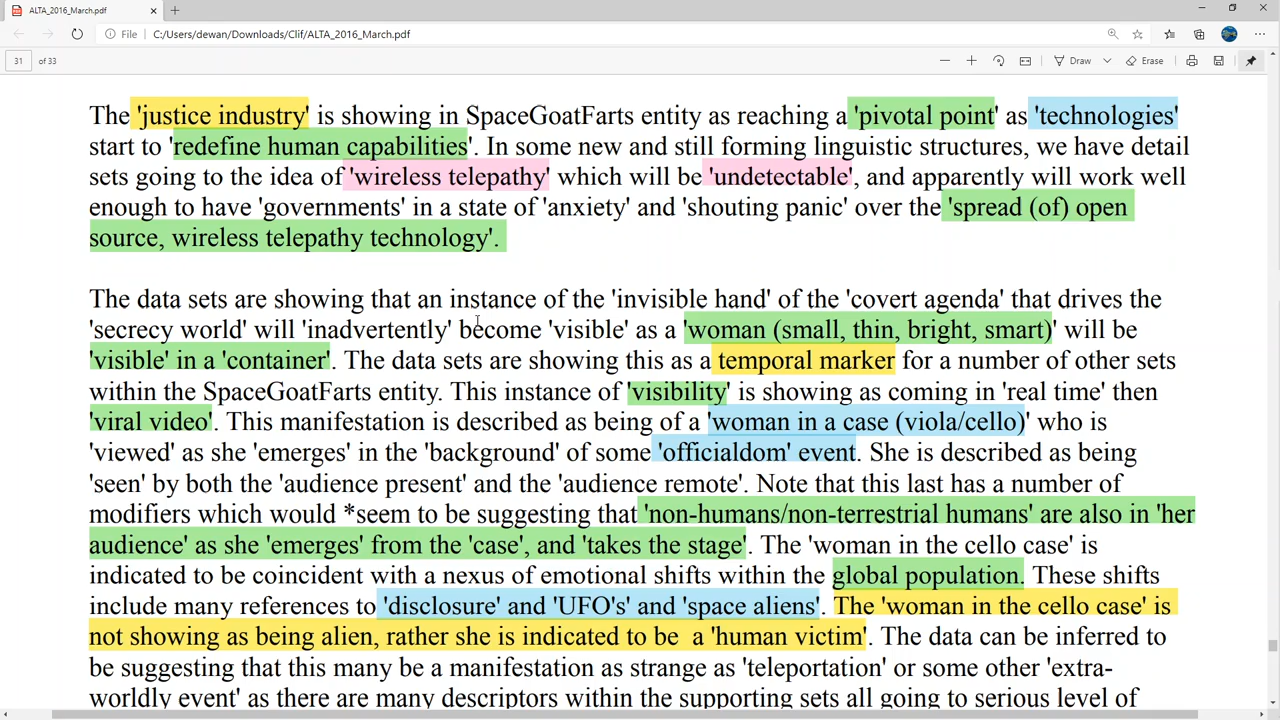 ALTA_2016_March.pdf
File C:/Users/dewan/Downloads/Clif/ALTA_2016_March.pdf
31 of 33 Draw Erase
The 'justice industry' is showing in SpaceGoatFarts entity as reaching a 'pivotal point' as 'technologies'
start to 'redefine human capabilities'. In some new and still forming linguistic structures, we have detail
sets going to the idea of 'wireless telepathy' which will be 'undetectable', and apparently will work well
enough to have 'governments' in a state of 'anxiety' and 'shouting panic' over the 'spread (of) open
source, wireless telepathy technology'.
The data sets are showing that an instance of the 'invisible hand' of the 'covert agenda' that drives the
'secrecy world' will 'inadvertently' become 'visible' as a 'woman (small, thin, bright, smart)' will be
'visible' in a 'container'. The data sets are showing this as a temporal marker for a number of other sets
within the SpaceGoatFarts entity. This instance of 'visibility' is showing as coming in 'real time' then
'viral video'. This manifestation is described as being of a 'woman in a case (viola/cello)' who is
'viewed' as she 'emerges' in the 'background' of some 'officialdom' event. She is described as being
'seen' by both the 'audience present' and the 'audience remote'. Note that this last has a number of
modifiers which would *seem to be suggesting that 'non-humans/non-terrestrial humans' are also in 'her
audience' as she 'emerges' from the 'case', and 'takes the stage'. The 'woman in the cello case' is
indicated to be coincident with a nexus of emotional shifts within the global population. These shifts
include many references to 'disclosure' and 'UFO's' and 'space aliens'. The 'woman in the cello case' is
not showing as being alien, rather she is indicated to be a 'human victim'. The data can be inferred to
be suggesting that this many be a manifestation as strange as 'teleportation' or some other 'extra-
worldly event' as there are many descriptors within the supporting sets all going to serious level of